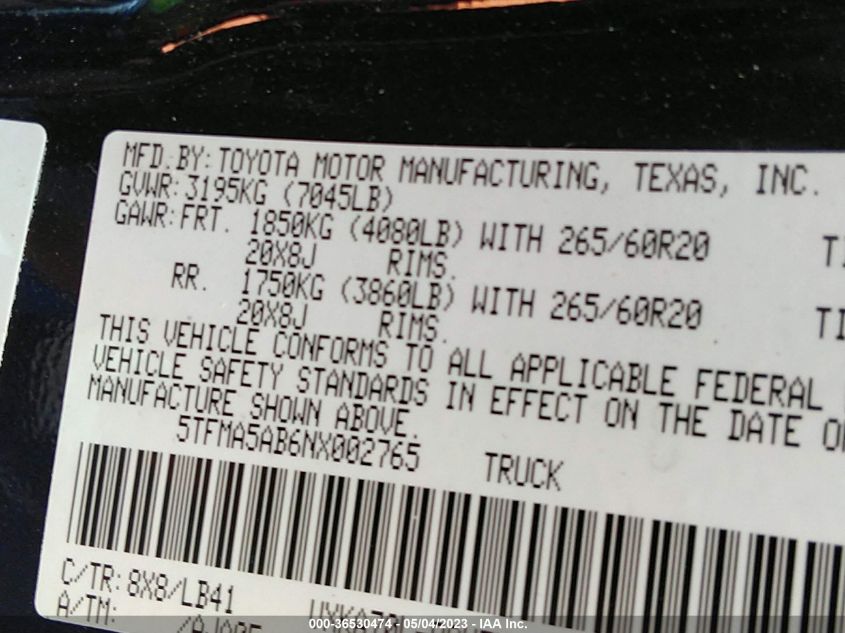 MFD. BY: TOYOTA MOTOR MANUFACTURING, TEXAS, INC.
GVWR: 3195KG (7045LB)
GAWR: FRT. 1850KG (4080LB) WITH 265/60R20
20X8J RIMS.
RR. 1750KG (3860LB) WITH 265/60R20
20X8J RIMS.
THIS VEHICLE CONFORMS TO ALL APPLICABLE FEDERAL
VEHICLE SAFETY STANDARDS IN EFFECT ON THE DATE
MANUFACTURE SHOWN ABOVE.
5TFMA5AB6NX002765 TRUCK
C/TR: 8X8/LB41
A/TM:
000-36530474 - 05/04/2023 - IAA Inc.